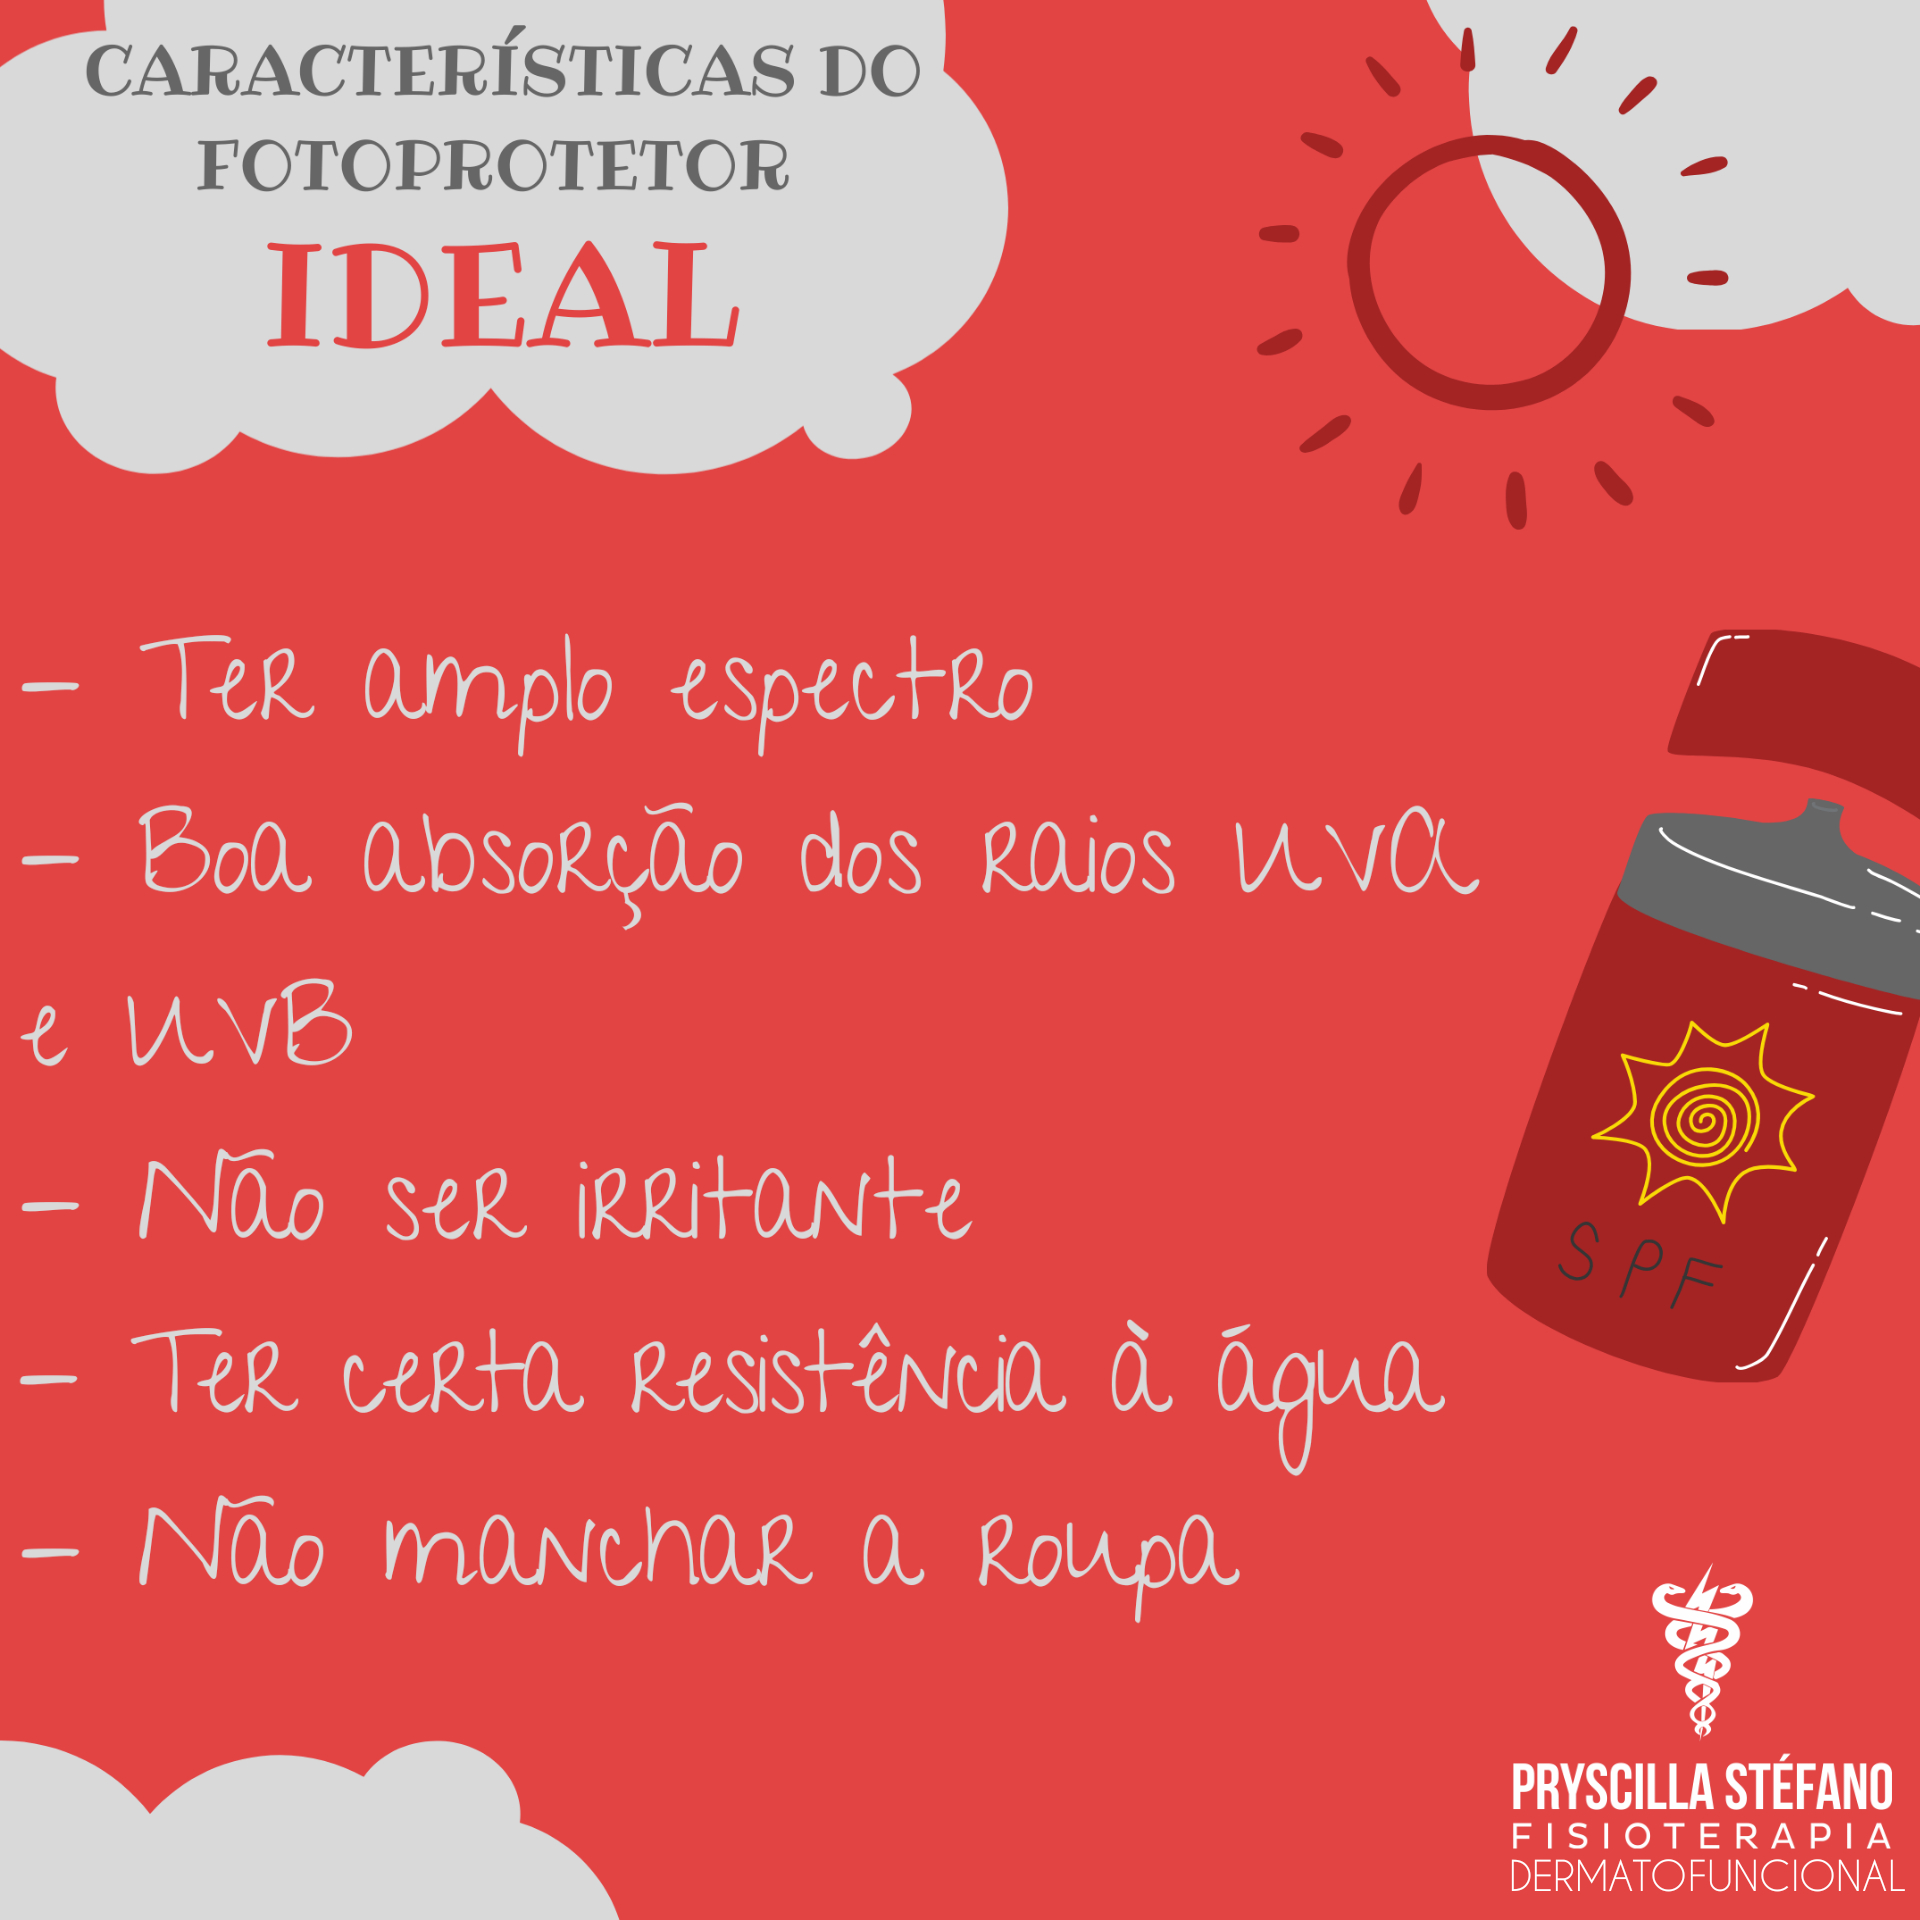 CARACTERÍSTICAS DO
FOTOPROTETOR
IDEAL
- Ter amplo espectro
- Boa absorção dos raios UVA
e UVB
- Não ser irritante
- Ter certa resistência À água
- Não manchar a roupa
SPF
PRYSCILLA STÉFANO
FISIOTERAPIA
DERMATOFUNCIONAL